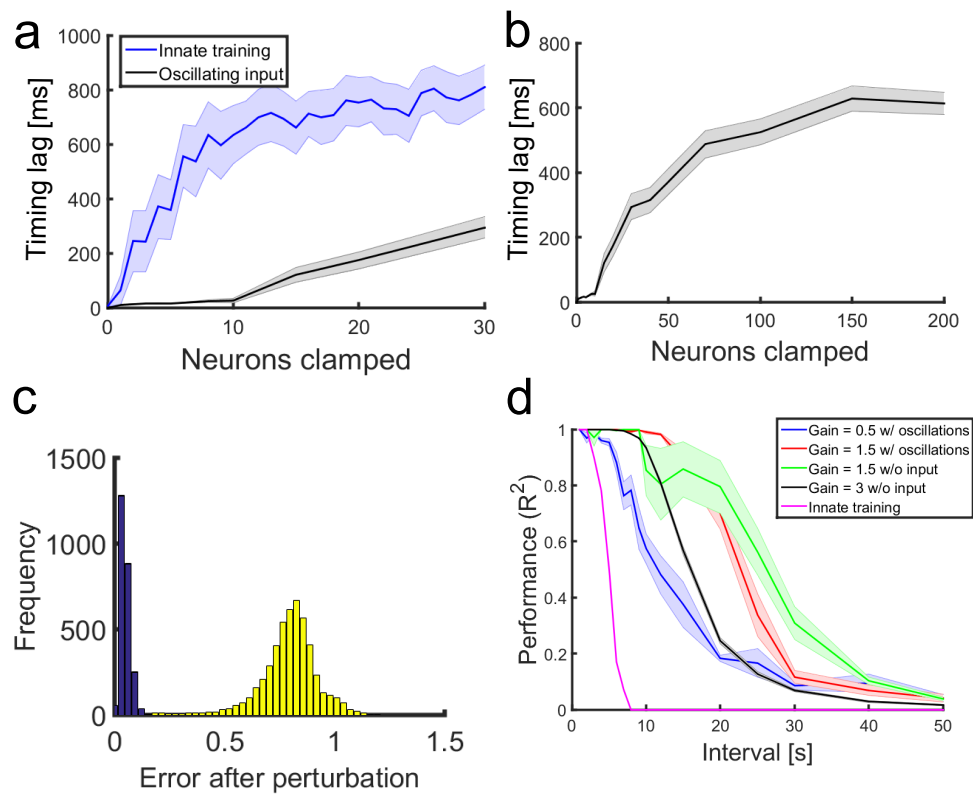 a
1000
800
600
400
200
0
0 10 20 30
Timing lag [ms]
Neurons clamped
Innate training
Oscillating input
b
800
600
400
200
0
0 50 100 150 200
Timing lag [ms]
Neurons clamped
c
1500
1000
500
0
0 0.5 1 1.5
Frequency
Error after perturbation
d
1
0.8
0.6
0.4
0.2
0
0 10 20 30 40 50
Performance (R²)
Interval [s]
Gain = 0.5 w/ oscillations
Gain = 1.5 w/ oscillations
Gain = 1.5 w/o input
Gain = 3 w/o input
Innate training